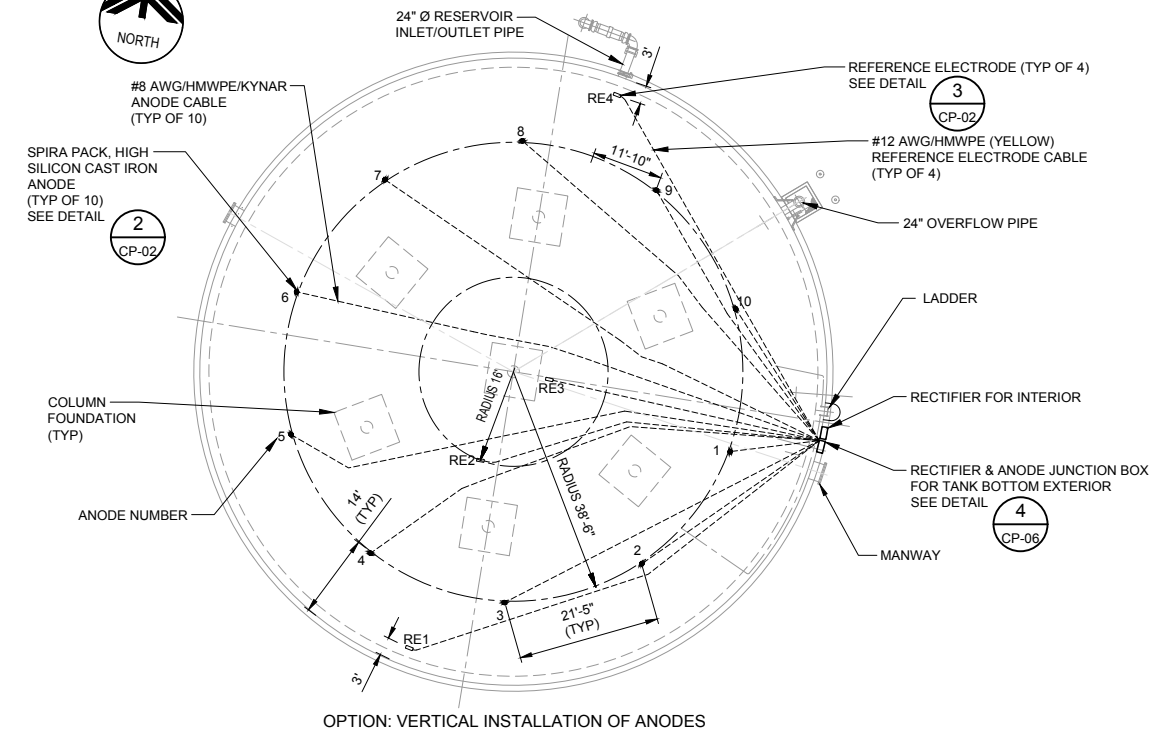 NORTH
24" Ø RESERVOIR
INLET/OUTLET PIPE
3'
#8 AWG/HMWPE/KYNAR
ANODE CABLE
(TYP OF 10)
REFERENCE ELECTRODE (TYP OF 4)
SEE DETAIL
3
CP-02
RE4
#12 AWG/HMWPE (YELLOW)
REFERENCE ELECTRODE CABLE
(TYP OF 4)
SPIRA PACK, HIGH
SILICON CAST IRON
ANODE
(TYP OF 10)
SEE DETAIL
2
CP-02
8
11'-10"
7
9
24" OVERFLOW PIPE
6
10
LADDER
RE3
RADIUS 16'
RECTIFIER FOR INTERIOR
COLUMN
FOUNDATION
(TYP)
5
1
RE2
RADIUS 38'-6"
RECTIFIER & ANODE JUNCTION BOX
FOR TANK BOTTOM EXTERIOR
SEE DETAIL
4
CP-06
ANODE NUMBER
14'
(TYP)
4
2
MANWAY
3
21'-5"
(TYP)
RE1
3'
OPTION: VERTICAL INSTALLATION OF ANODES